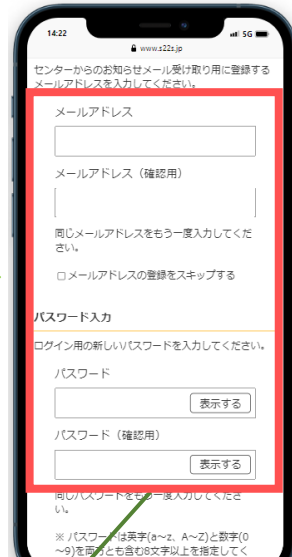 14:22
5G
www.s22s.jp
センターからのお知らせメール受け取り用に登録する
メールアドレスを入力してください。
メールアドレス
メールアドレス（確認用）
同じメールアドレスをもう一度入力してくだ
さい。
メールアドレスの登録をスキップする
パスワード入力
ログイン用の新しいパスワードを入力してください。
パスワード
表示する
パスワード（確認用）
表示する
同じパスワードをもう一度入力してくださ
い。
※ パスワードは英字(a～z、A～Z)と数字(0
～9)を両方とも含む8文字以上を指定してく